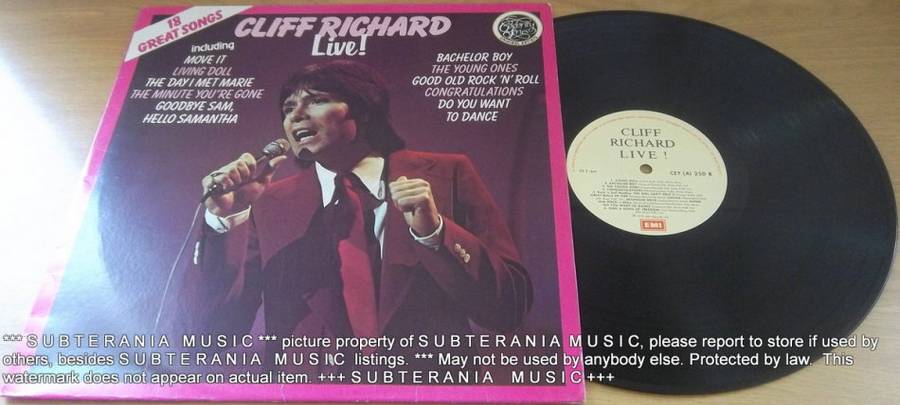 18
GREAT SONGS
CLIFF RICHARD
Live!
including
MOVE IT
LIVING DOLL
THE DAY I MET MARIE
THE MINUTE YOU'RE GONE
GOODBYE SAM,
HELLO SAMANTHA
BACHELOR BOY
THE YOUNG ONES
GOOD OLD ROCK 'N' ROLL
CONGRATULATIONS
DO YOU WANT
TO DANCE
CLIFF
RICHARD
LIVE !
CEY (A) 250 B
EMI
*** S U B T E R A N I A M U S I C *** picture property of S U B T E R A N I A M U S I C, please report to store if used by
others, besides S U B T E R A N I A M U S I C listings. *** May not be used by anybody else. Protected by law. This
watermark does not appear on actual item. +++ S U B T E R A N I A M U S I C +++